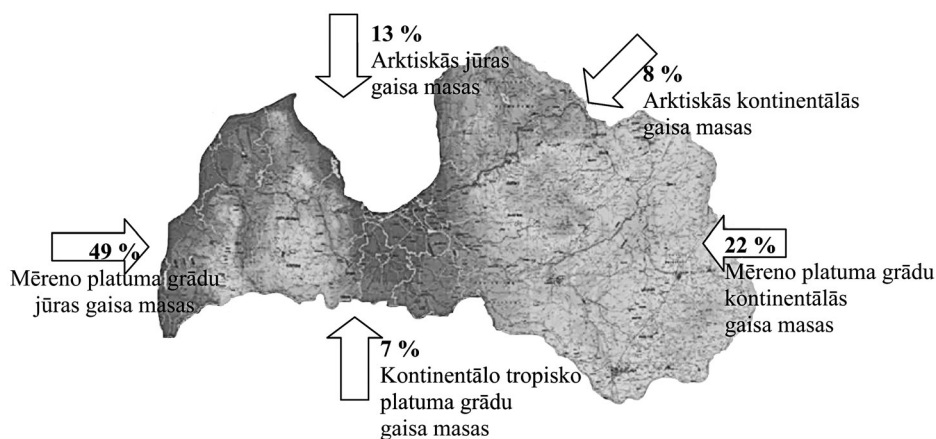 13 %
Arktiskās jūras
gaisa masas
8 %
Arktiskās kontinentālās
gaisa masas
49 %
Mēreno platuma grādu
jūras gaisa masas
22 %
Mēreno platuma grādu
kontinentālās
gaisa masas
7 %
Kontinentālo tropisko
platuma grādu
gaisa masas